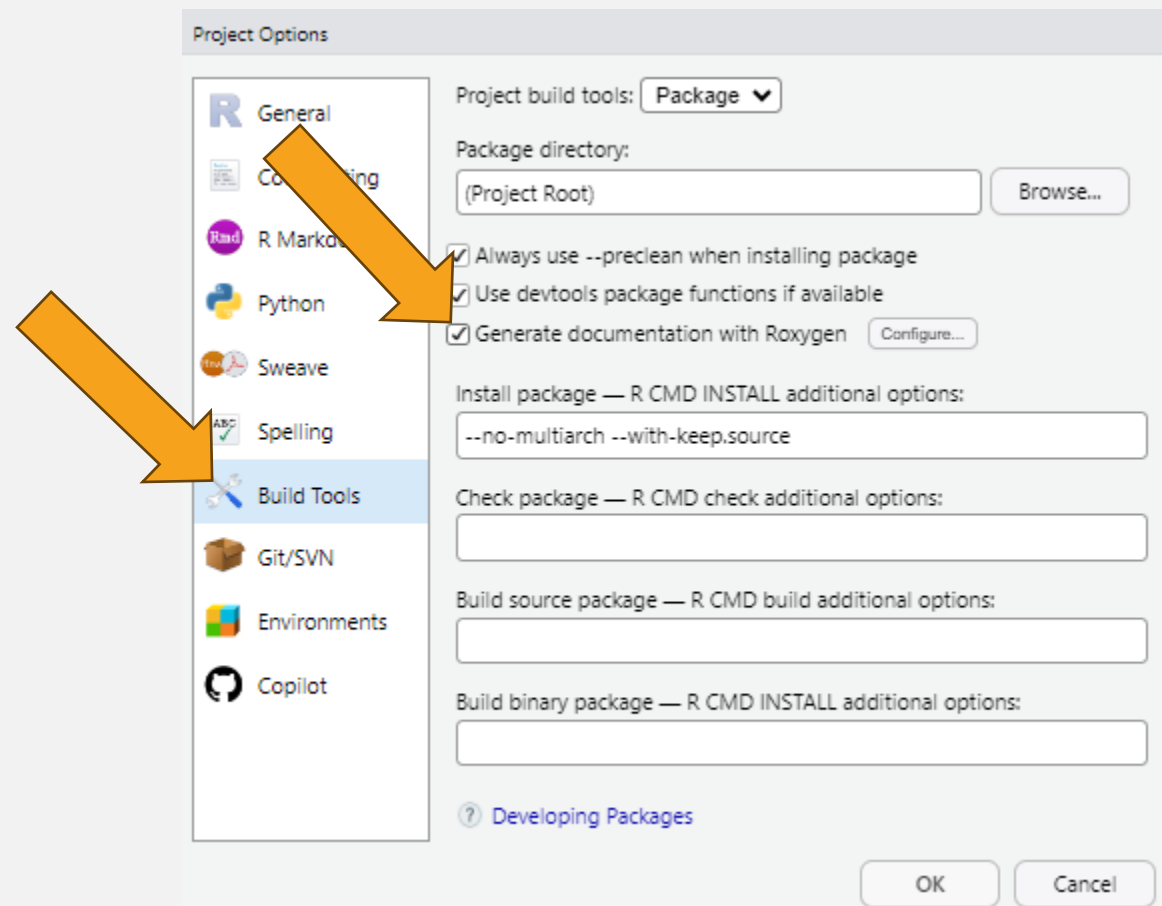 Project Options
General
R
Rmd
Python
Sweave
ABC
Spelling
Build Tools
Git/SVN
Environments
Copilot
Project build tools: Package
Package directory:
(Project Root)
Browse...
Always use --preclean when installing package
Use devtools package functions if available
Generate documentation with Roxygen
Configure...
Install package — R CMD INSTALL additional options:
--no-multiarch --with-keep.source
Check package — R CMD check additional options:
Build source package — R CMD build additional options:
Build binary package — R CMD INSTALL additional options:
? Developing Packages
OK
Cancel